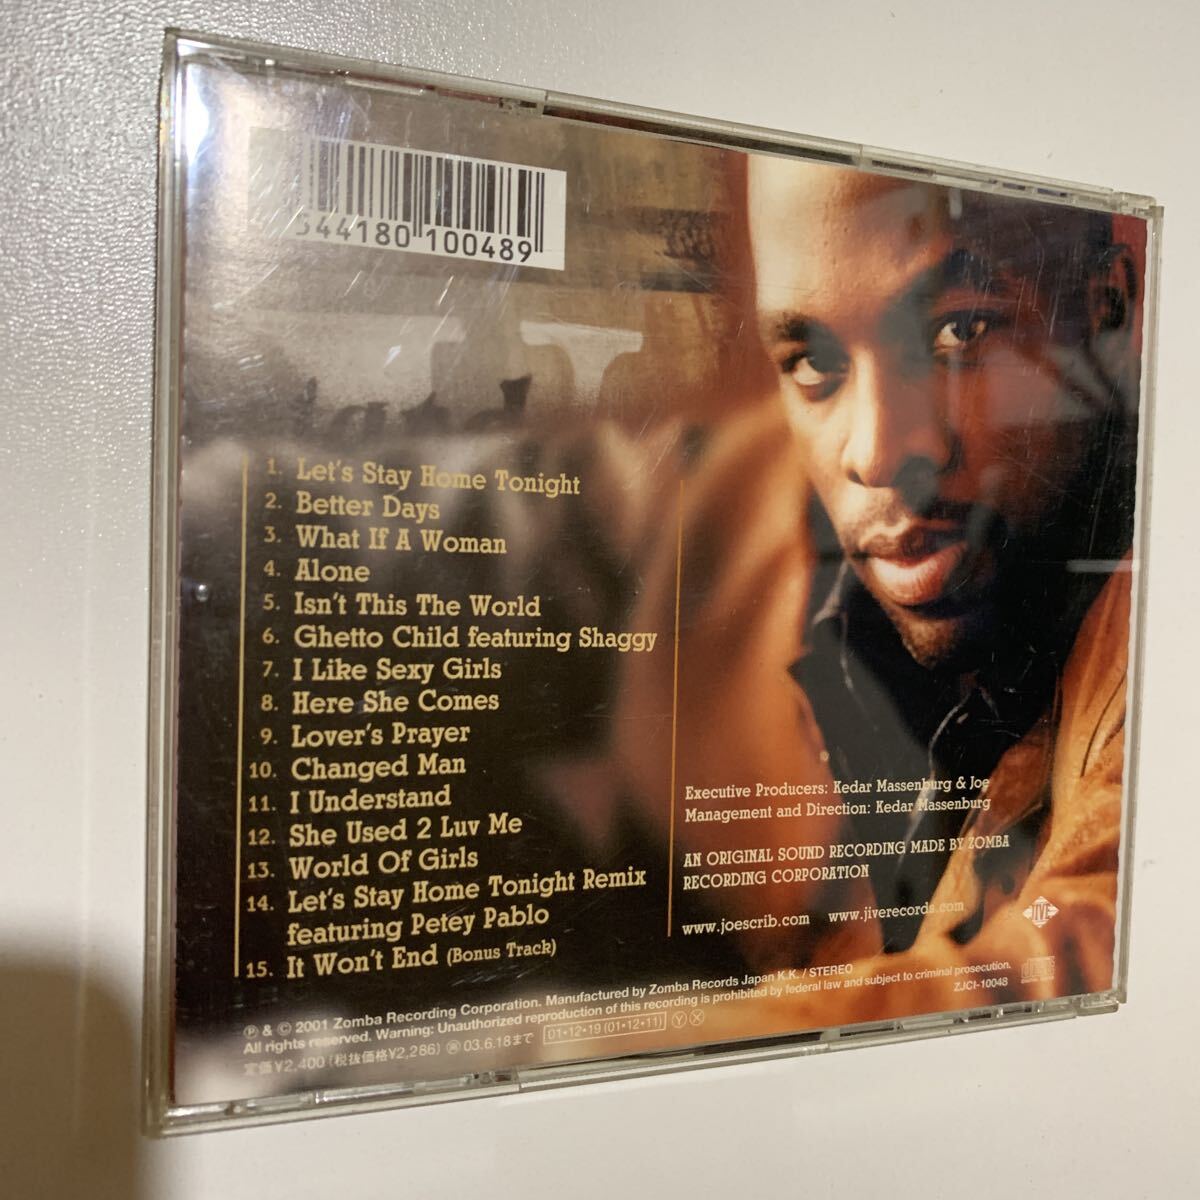 544180 100489
1. Let's Stay Home Tonight
2. Better Days
3. What If A Woman
4. Alone
5. Isn't This The World
6. Ghetto Child featuring Shaggy
7. I Like Sexy Girls
8. Here She Comes
9. Lover's Prayer
10. Changed Man
11. I Understand
12. She Used 2 Luv Me
13. World Of Girls
14. Let's Stay Home Tonight Remix
featuring Petey Pablo
15. It Won't End (Bonus Track)
Executive Producers: Kedar Massenburg & Joe
Management and Direction: Kedar Massenburg
AN ORIGINAL SOUND RECORDING MADE BY ZOMBA
RECORDING CORPORATION
www.joescrib.com www.jiverecords.com
JIVE
Ⓟ & © 2001 Zomba Recording Corporation. Manufactured by Zomba Records Japan K.K. / STEREO
All rights reserved. Warning: Unauthorized reproduction of this recording is prohibited by federal law and subject to criminal prosecution.
定価¥2,400 (税抜価格¥2,286) 再 03.6.18まで 01・12・19 (01・12・11) Y X
ZJCI-10048